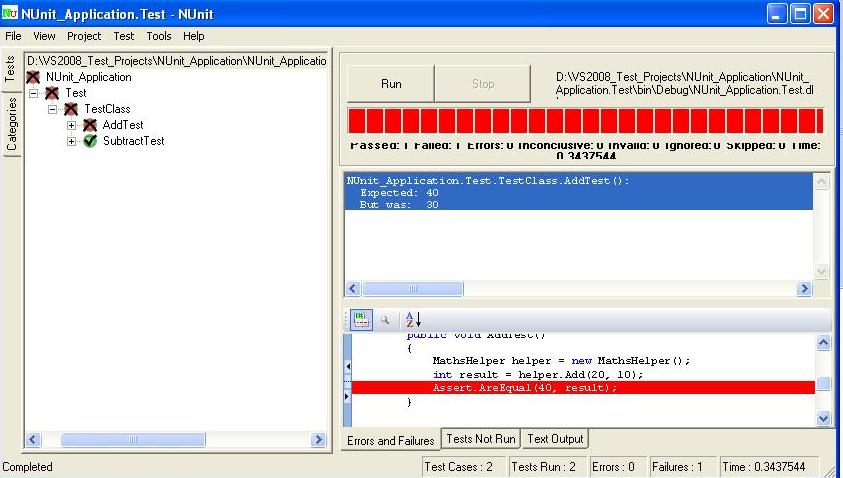 NUnit_Application.Test - NUnit
File View Project Test Tools Help
Tests
Categories
D:\VS2008_Test_Projects\NUnit_Application\NUnit_Applicatio
NUnit_Application
Test
TestClass
AddTest
SubtractTest
Run
Stop
D:\VS2008_Test_Projects\NUnit_Application\NUnit_
Application.Test\bin\Debug\NUnit_Application.Test.dl
Passed: 1 Failed: 1 Errors: 0 Inconclusive: 0 Invalid: 0 Ignored: 0 Skipped: 0 Time:
0.3437544
NUnit_Application.Test.TestClass.AddTest():
Expected: 40
But was: 30
public void AddTest()
{
MathsHelper helper = new MathsHelper();
int result = helper.Add(20, 10);
Assert.AreEqual(40, result);
}
Errors and Failures
Tests Not Run
Text Output
Completed
Test Cases : 2
Tests Run : 2
Errors : 0
Failures : 1
Time : 0.3437544